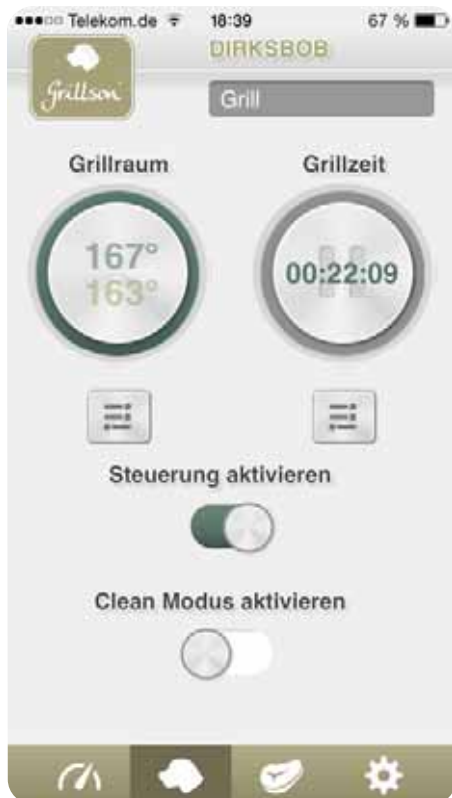 Telekom.de 18:39 67 %
DIRKSBOB
Grillson
Grill
Grillraum Grillzeit
167°
163°
00:22:09
Steuerung aktivieren
Clean Modus aktivieren